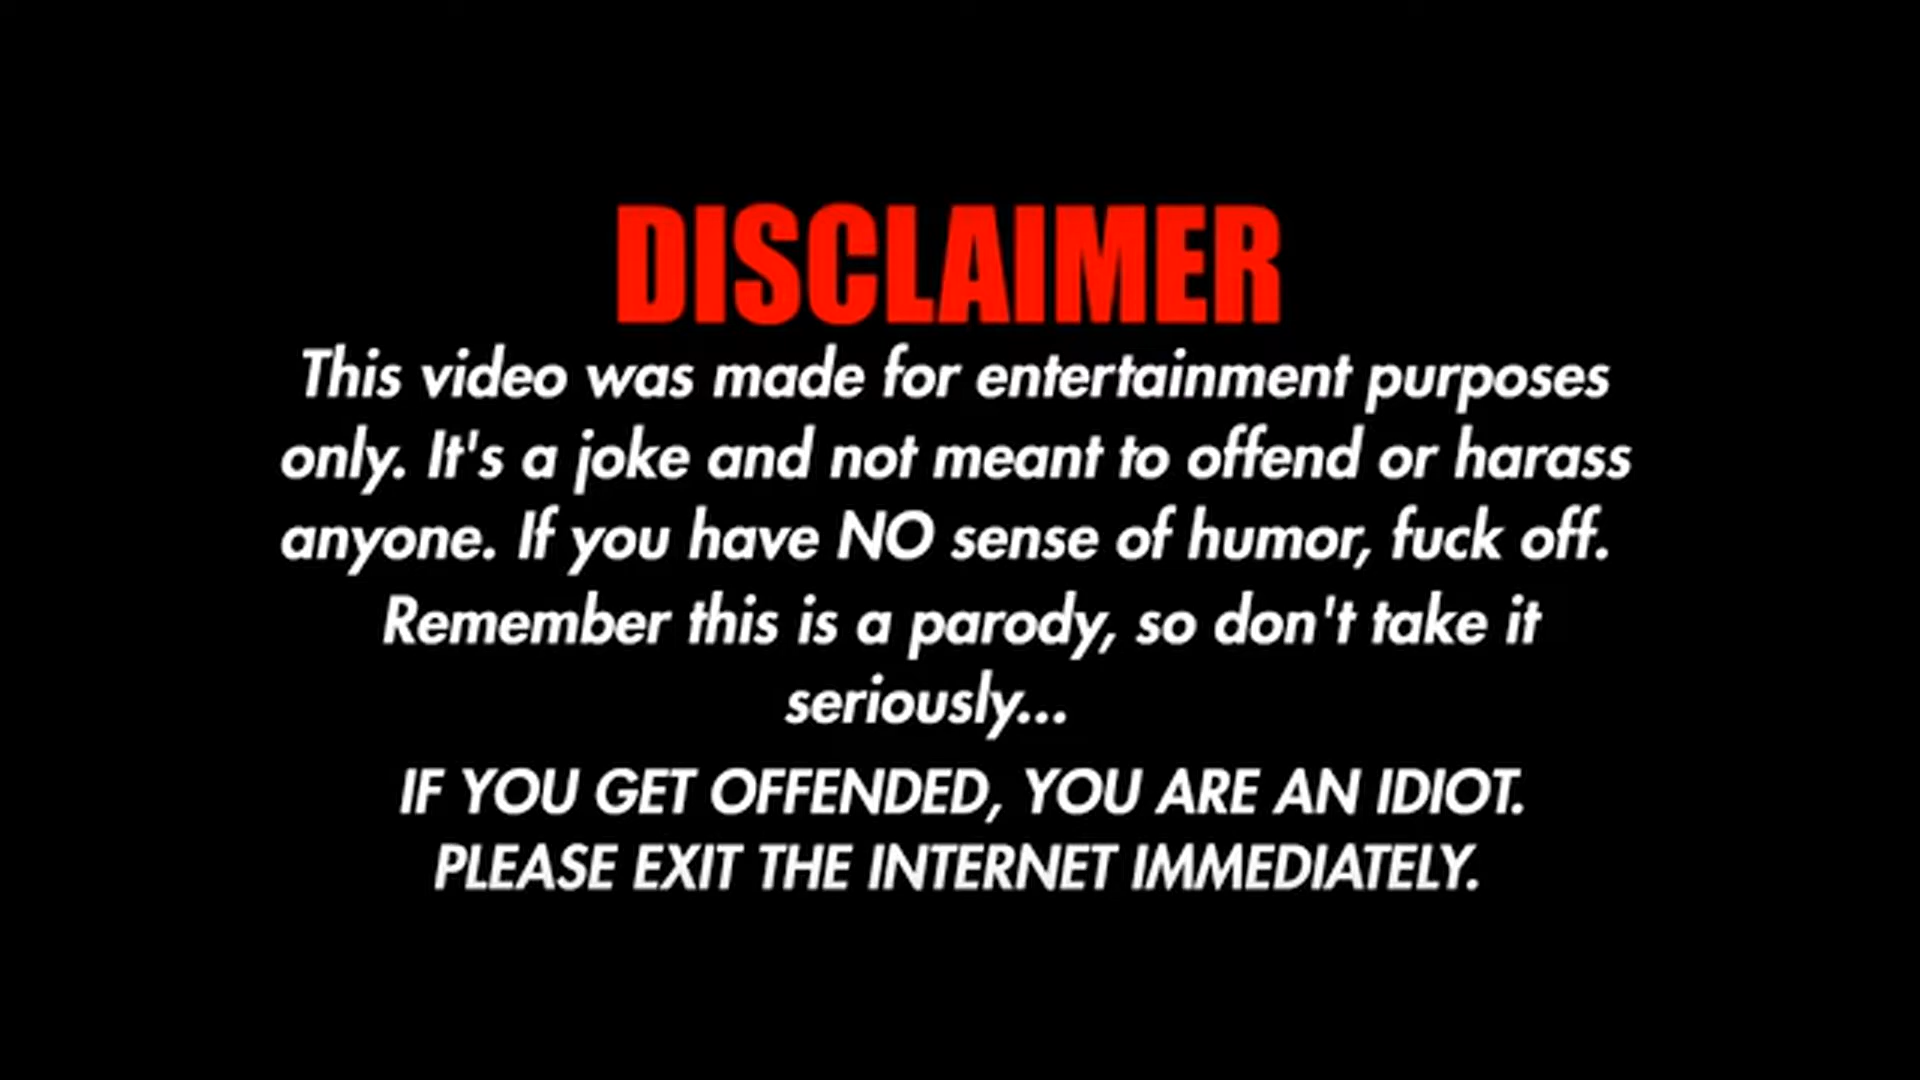 DISCLAIMER
This video was made for entertainment purposes
only. It's a joke and not meant to offend or harass
anyone. If you have NO sense of humor, fuck off.
Remember this is a parody, so don't take it
seriously...
IF YOU GET OFFENDED, YOU ARE AN IDIOT.
PLEASE EXIT THE INTERNET IMMEDIATELY.